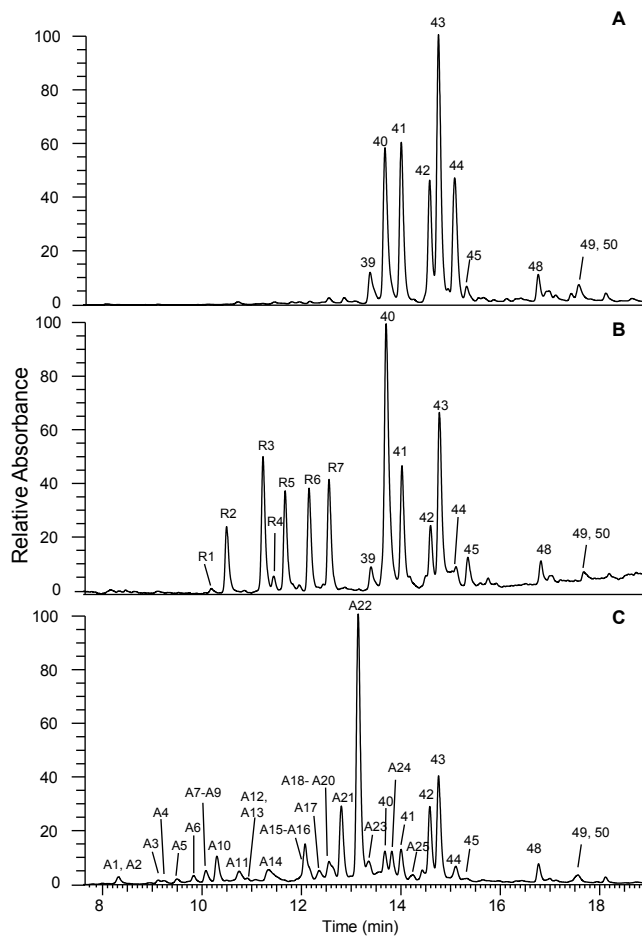 A
100
80
60
40
20
0
39
40
41
42
43
44
45
48
49, 50
B
100
80
60
40
20
0
R1
R2
R3
R4
R5
R6
R7
39
40
41
42
43
44
45
48
49, 50
Relative Absorbance
C
100
80
60
40
20
0
A1, A2
A3
A4
A5
A6
A7-A9
A10
A11
A12,
A13
A14
A15-A16
A17
A18- A20
A21
A22
A23
40
A24
41
A25
42
43
44
45
48
49, 50
8
10
12
14
16
18
Time (min)